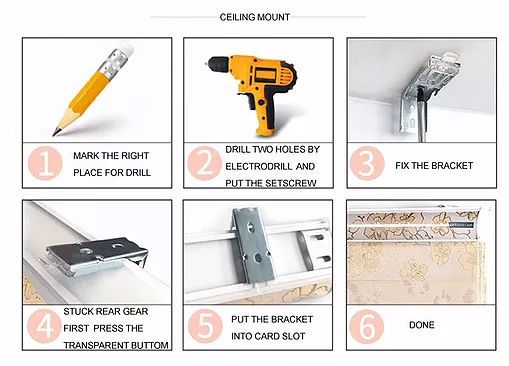 CEILING MOUNT
1
MARK THE RIGHT
PLACE FOR DRILL
2
DRILL TWO HOLES BY
ELECTRODRILL AND
PUT THE SETSCREW
3
FIX THE BRACKET
4
STUCK REAR GEAR
FIRST PRESS THE
TRANSPARENT BUTTOM
5
PUT THE BRACKET
INTO CARD SLOT
6
DONE